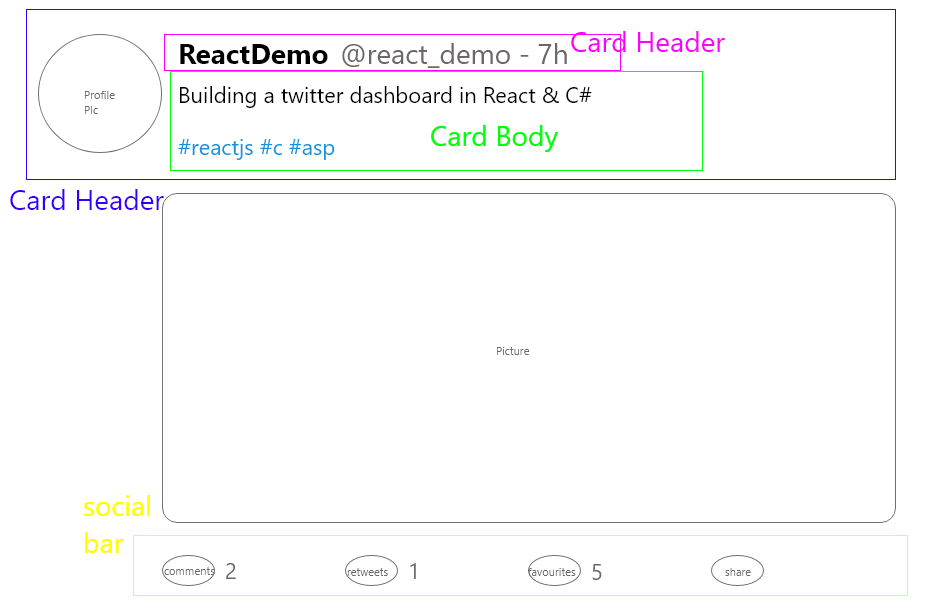 ReactDemo @react_demo - 7h
Card Header
Profile
Pic
Building a twitter dashboard in React & C#
Card Body
#reactjs #c #asp
Card Header
Picture
social
bar
comments 2 retweets 1 favourites 5 share